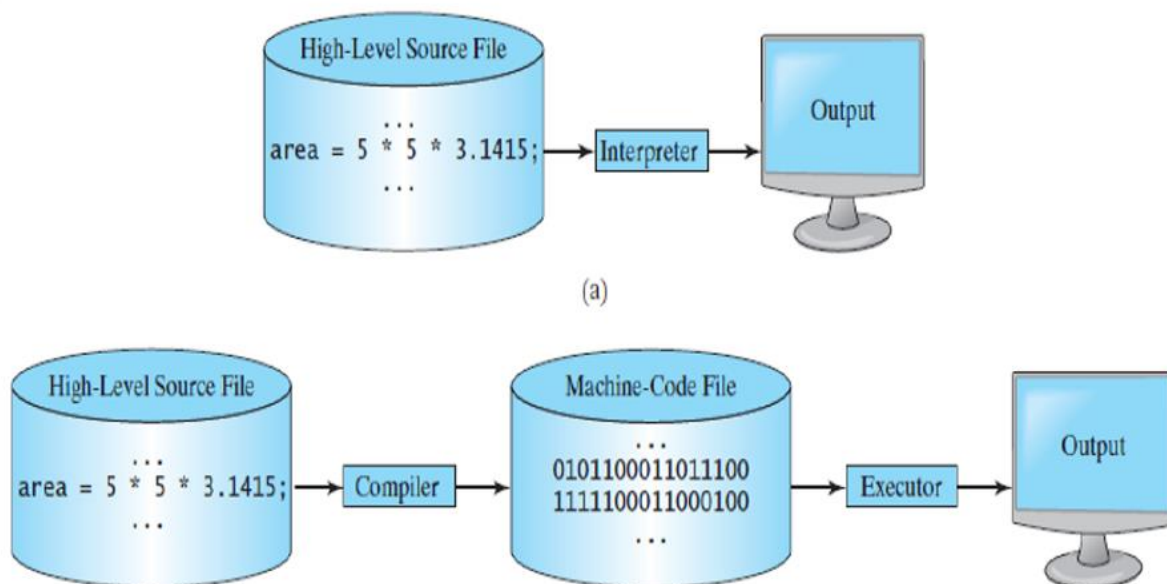 High-Level Source File
...
area = 5 * 5 * 3.1415;
...
Interpreter
Output
(a)
High-Level Source File
...
area = 5 * 5 * 3.1415;
...
Compiler
Machine-Code File
...
0101100011011100
1111100011000100
...
Executor
Output